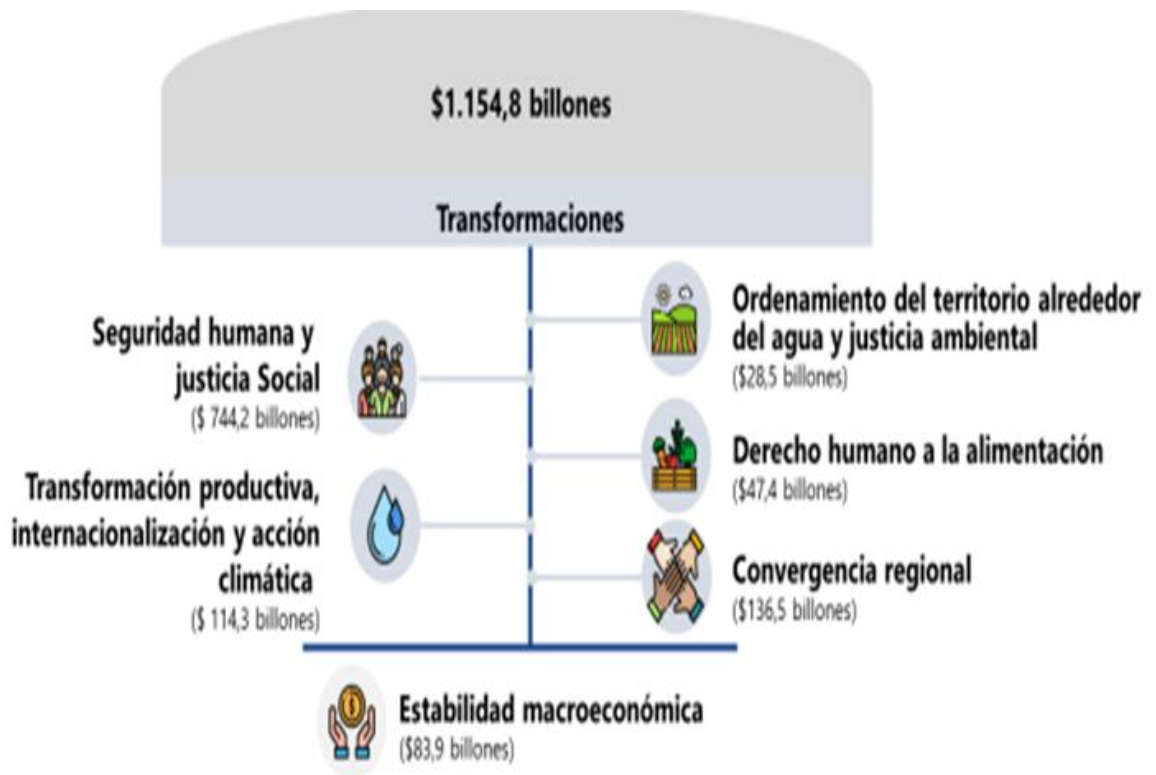 $1.154,8 billones
Transformaciones
Seguridad humana y
justicia Social
($ 744,2 billones)
Transformación productiva,
internacionalización y acción
climática
($ 114,3 billones)
Ordenamiento del territorio alrededor
del agua y justicia ambiental
($28,5 billones)
Derecho humano a la alimentación
($47,4 billones)
Convergencia regional
($136,5 billones)
Estabilidad macroeconómica
($83,9 billones)